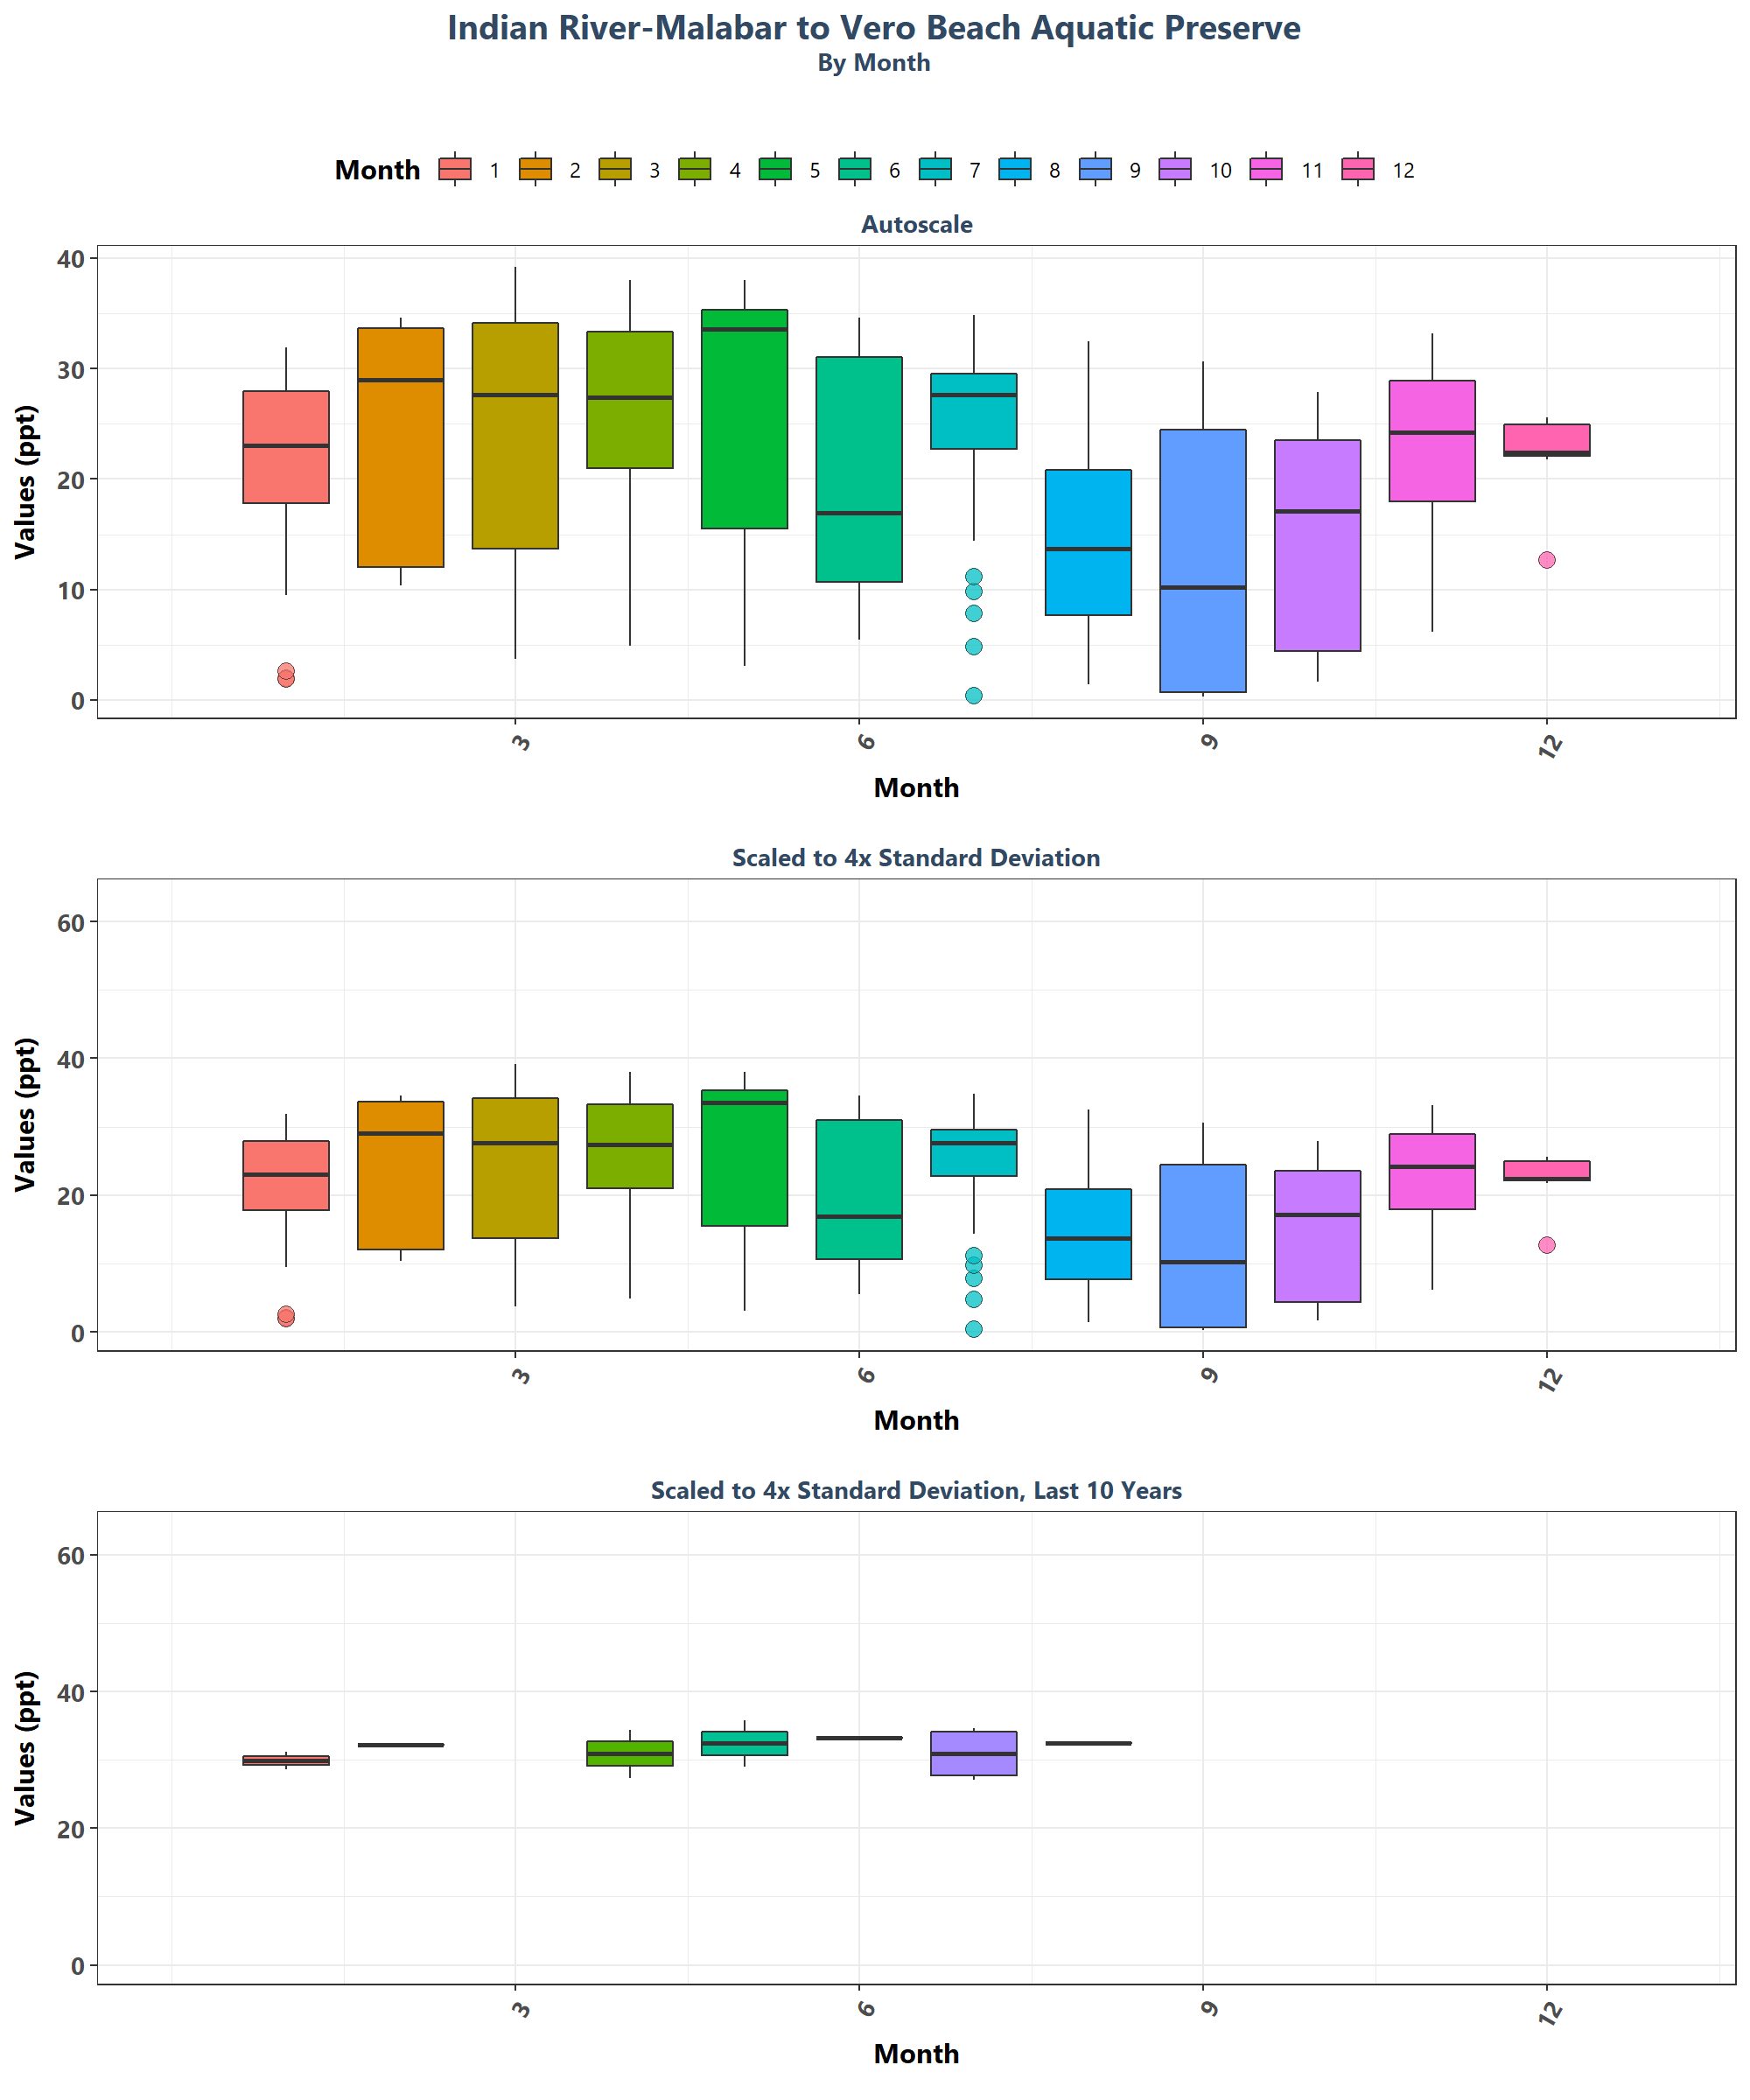 Indian River-Malabar to Vero Beach Aquatic Preserve
By Month
Month 1 2 3 4 5 6 7 8 9 10 11 12
Autoscale
Values (ppt)
40
30
20
10
0
3 6 9 12
Month
Scaled to 4x Standard Deviation
Values (ppt)
60
40
20
0
3 6 9 12
Month
Scaled to 4x Standard Deviation, Last 10 Years
Values (ppt)
60
40
20
0
3 6 9 12
Month